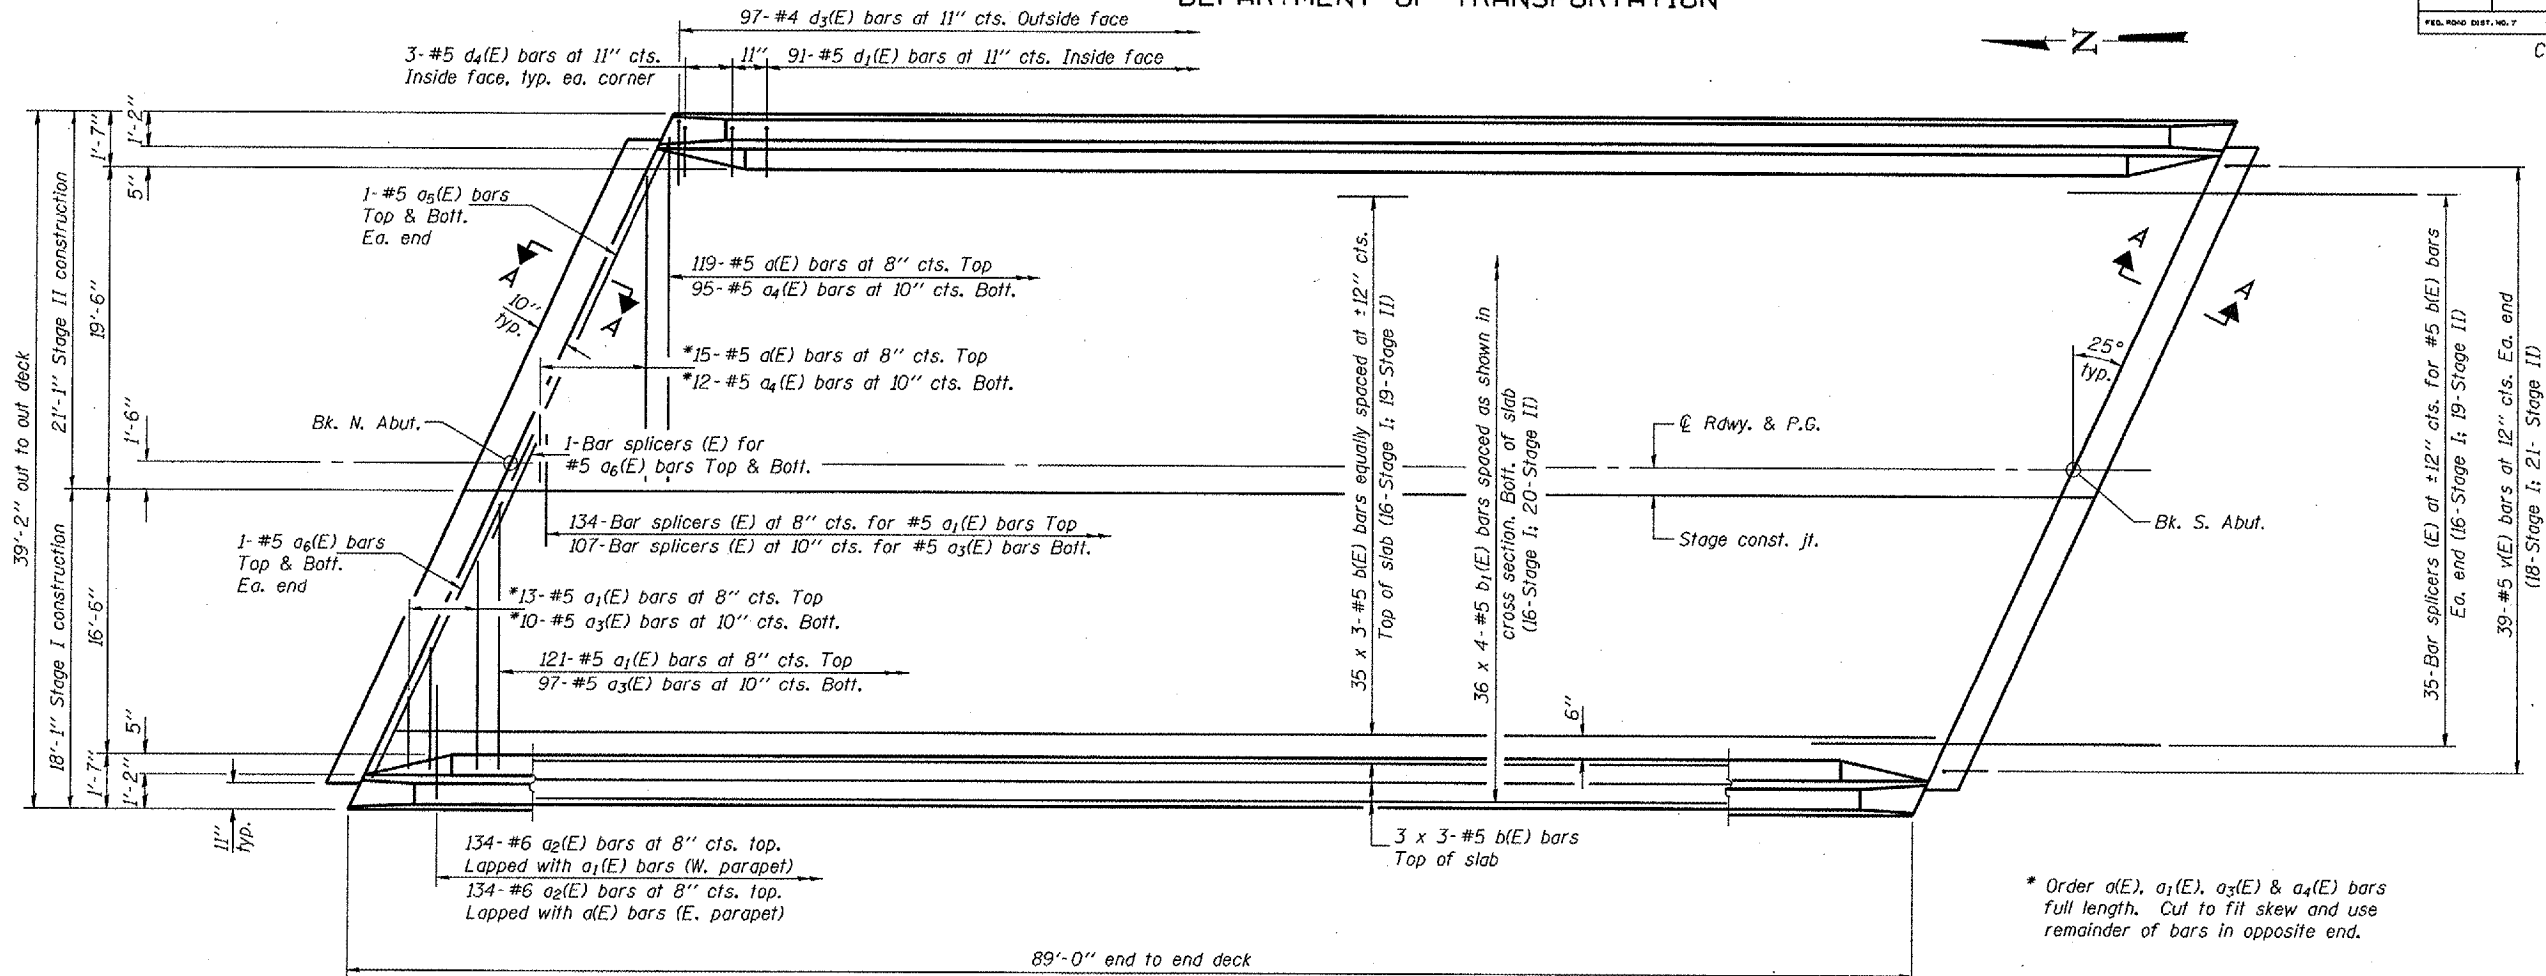 DEPARTMENT OF TRANSPORTATION
FED. ROAD DIST. NO. 7
C
N
97-#4 d3(E) bars at 11" cts. Outside face
3-#5 d4(E) bars at 11" cts.
Inside face, typ. ea. corner
11"
91-#5 d1(E) bars at 11" cts. Inside face
39'-2" out to out deck
21'-1" Stage II construction
18'-1" Stage I construction
1'-7"
1'-2"
5"
19'-6"
1'-6"
16'-6"
5"
1'-7"
1'-2"
11"
typ.
1-#5 a5(E) bars
Top & Bott.
Ea. end
A
A
10"
typ.
119-#5 a(E) bars at 8" cts. Top
95-#5 a4(E) bars at 10" cts. Bott.
*15-#5 a(E) bars at 8" cts. Top
*12-#5 a4(E) bars at 10" cts. Bott.
Bk. N. Abut.
1-Bar splicers (E) for
#5 a6(E) bars Top & Bott.
134-Bar splicers (E) at 8" cts. for #5 a1(E) bars Top
107-Bar splicers (E) at 10" cts. for #5 a3(E) bars Bott.
1-#5 a6(E) bars
Top & Bott.
Ea. end
*13-#5 a1(E) bars at 8" cts. Top
*10-#5 a3(E) bars at 10" cts. Bott.
121-#5 a1(E) bars at 8" cts. Top
97-#5 a3(E) bars at 10" cts. Bott.
134-#6 a2(E) bars at 8" cts. top.
Lapped with a1(E) bars (W. parapet)
134-#6 a2(E) bars at 8" cts. top.
Lapped with a(E) bars (E. parapet)
35 x 3-#5 b(E) bars equally spaced at ±12" cts.
Top of slab (16-Stage I; 19-Stage II)
36 x 4-#5 b1(E) bars spaced as shown in
cross section. Bott. of slab
(16-Stage I; 20-Stage II)
6"
3 x 3-#5 b(E) bars
Top of slab
℄ Rdwy. & P.G.
Stage const. jt.
A
A
25°
typ.
Bk. S. Abut.
35-Bar splicers (E) at ±12" cts. for #5 b(E) bars
Ea. end (16-Stage I; 19-Stage II)
39-#5 v(E) bars at 12" cts. Ea. end
(18-Stage I; 21- Stage II)
* Order a(E), a1(E), a3(E) & a4(E) bars
full length. Cut to fit skew and use
remainder of bars in opposite end.
89'-0" end to end deck